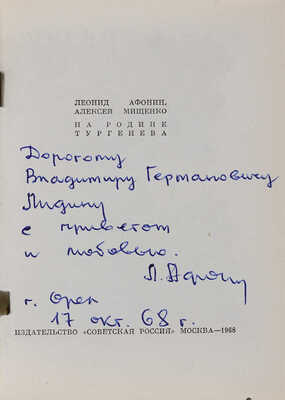 ЛЕОНИД АФОНИН,
АЛЕКСЕЙ МИЩЕНКО
НА РОДИНЕ
ТУРГЕНЕВА
Дорогому
Владимиру Германовичу
Лидину
с приветом
и любовью.
Л. Афонин
г. Орел
17 окт. 68 г.
ИЗДАТЕЛЬСТВО «СОВЕТСКАЯ РОССИЯ» МОСКВА—1968